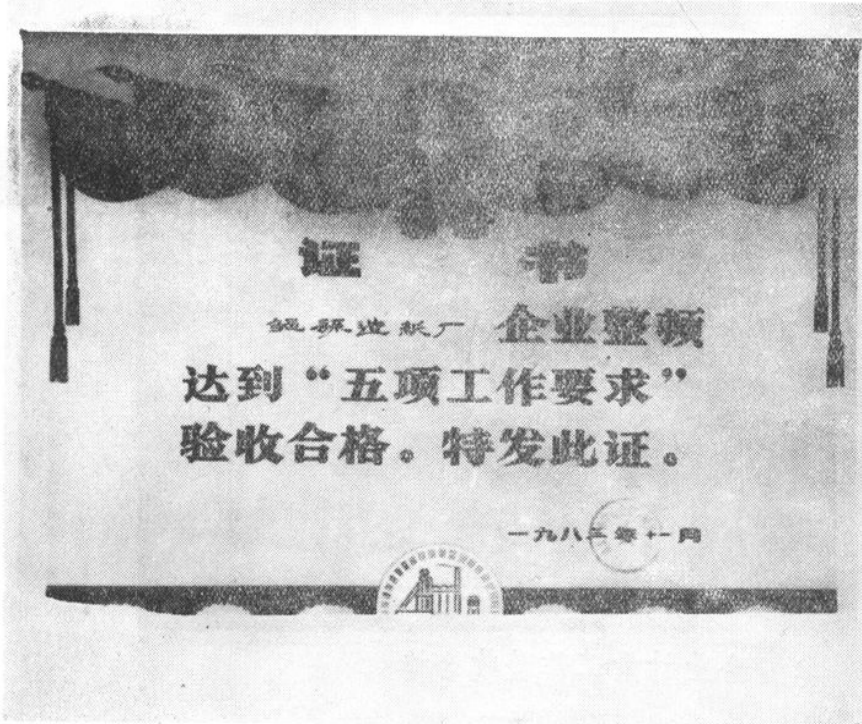 证 书
造纸厂 企业整顿
达到“五项工作要求”
验收合格。特发此证。
一九八三年十一月